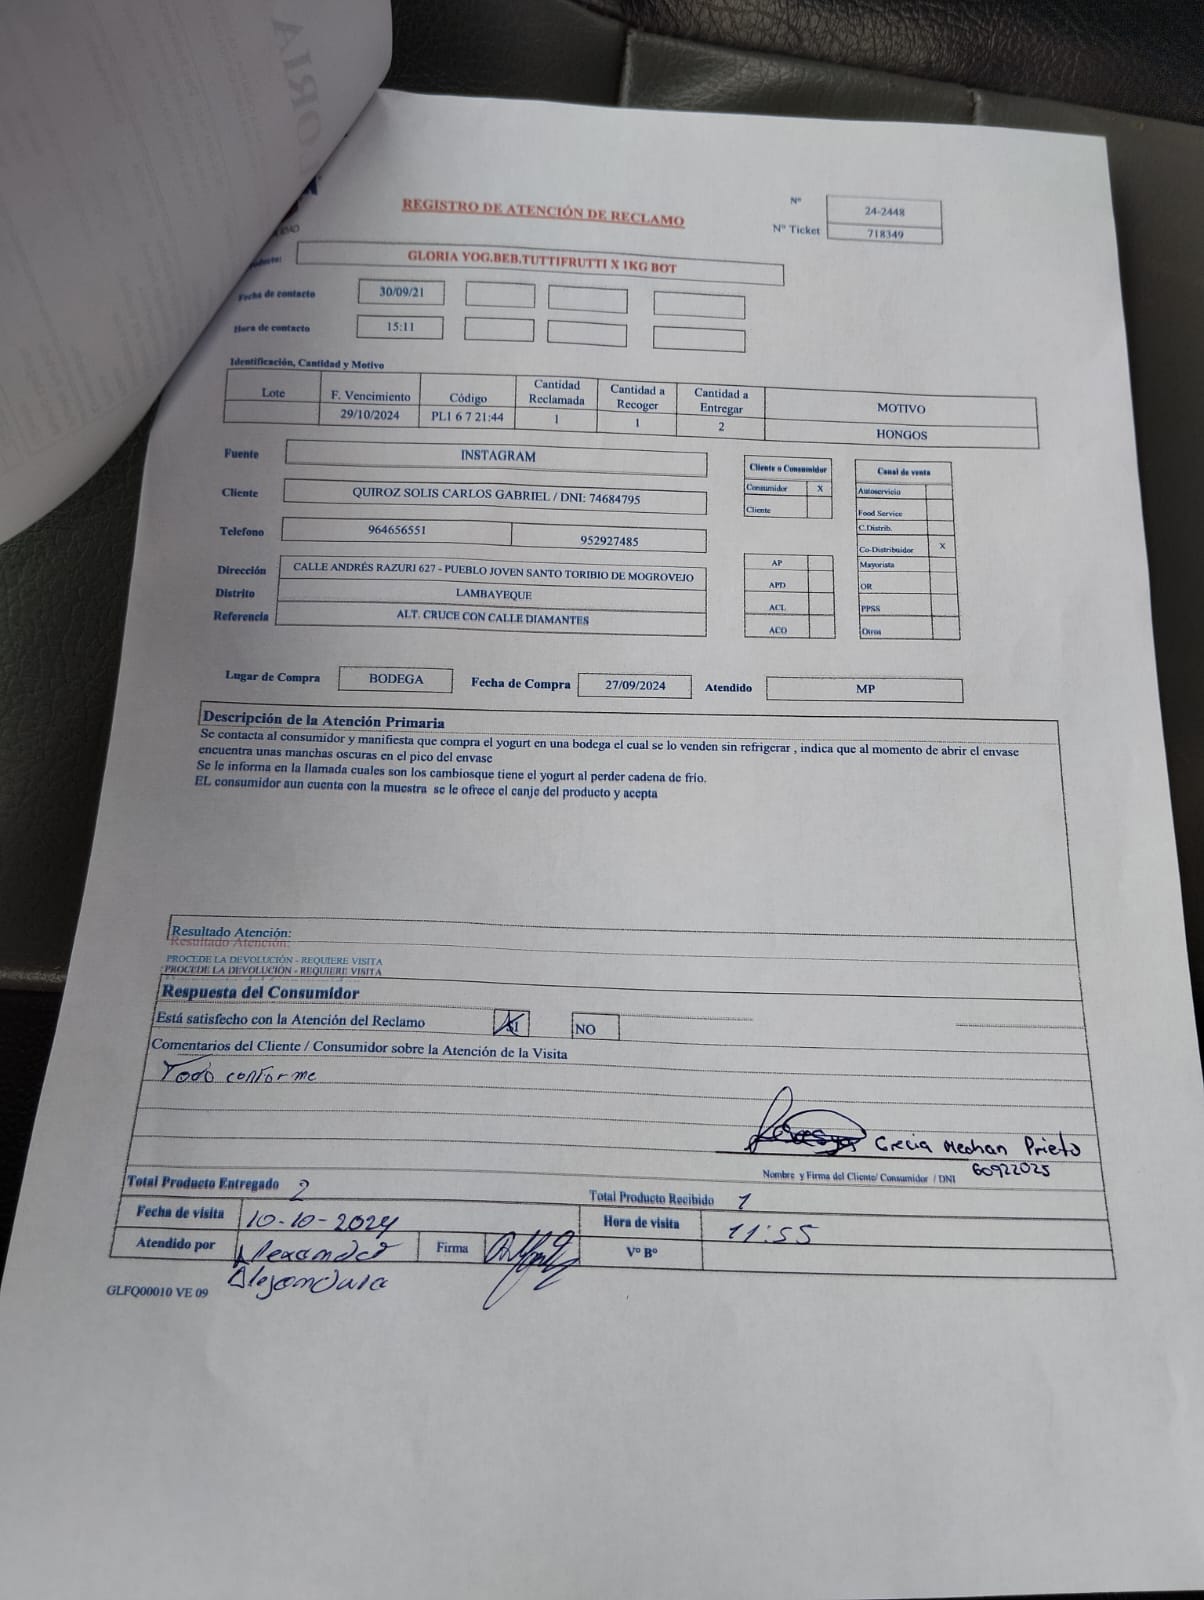 REGISTRO DE ATENCIÓN DE RECLAMO
Nº 24-2448
Nº Ticket 718349
GLORIA YOG.BEB.TUTTIFRUTTI X 1KG BOT
Fecha de contacto 30/09/21
Hora de contacto 15:11
Identificación, Cantidad y Motivo
Lote F. Vencimiento Código Cantidad Reclamada Cantidad a Recoger Cantidad a Entregar MOTIVO
29/10/2024 PL1 6 7 21:44 1 1 2 HONGOS
Fuente INSTAGRAM
Cliente QUIROZ SOLIS CARLOS GABRIEL / DNI: 74684795
Telefono 964656551 952927485
Dirección CALLE ANDRÉS RAZURI 627 - PUEBLO JOVEN SANTO TORIBIO DE MOGROVEJO
Distrito LAMBAYEQUE
Referencia ALT. CRUCE CON CALLE DIAMANTES
Cliente o Consumidor
Consumidor X
Cliente
AP
APD
ACL
ACO
Canal de venta
Autoservicio
Food Service
C.Distrib.
Co-Distribuidor X
Mayorista
OR
PPSS
Otros
Lugar de Compra BODEGA Fecha de Compra 27/09/2024 Atendido MP
Descripción de la Atención Primaria
Se contacta al consumidor y manifiesta que compra el yogurt en una bodega el cual se lo venden sin refrigerar , indica que al momento de abrir el envase
encuentra unas manchas oscuras en el pico del envase
Se le informa en la llamada cuales son los cambiosque tiene el yogurt al perder cadena de frio.
EL consumidor aun cuenta con la muestra se le ofrece el canje del producto y acepta
Resultado Atención:
Resultado Atención:
PROCEDE LA DEVOLUCIÓN - REQUIERE VISITA
PROCEDE LA DEVOLUCIÓN - REQUIERE VISITA
Respuesta del Consumidor
Está satisfecho con la Atención del Reclamo SI NO
Comentarios del Cliente / Consumidor sobre la Atención de la Visita
Todo conforme
Grecia Mechan Prieto
60922025
Nombre y Firma del Cliente/ Consumidor / DNI
Total Producto Entregado 2 Total Producto Recibido 1
Fecha de visita 10-10-2024 Hora de visita 11:55
Atendido por Firma Vº Bº
GLFQ00010 VE 09